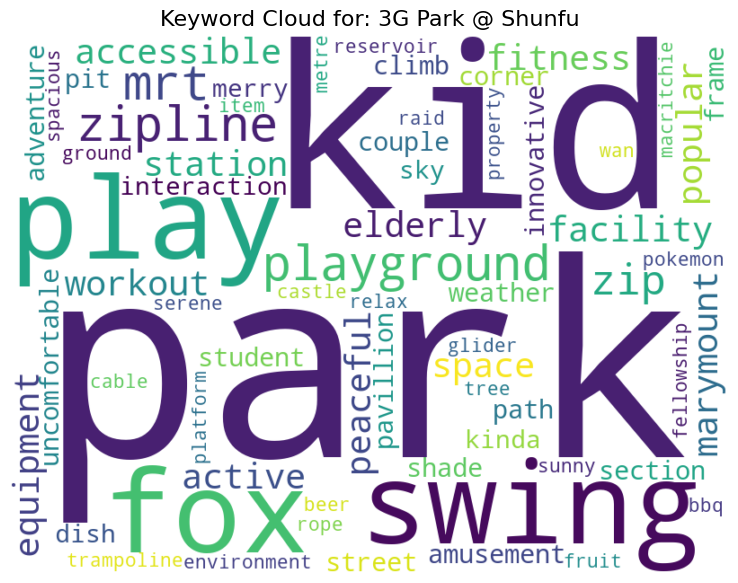 Keyword Cloud for: 3G Park @ Shunfu
kid
park
play
swing
fox
playground
zipline
mrt
accessible
reservoir
metre
climb
fitness
corner
adventure
spacious
pit
merry
item
raid
property
innovative
wan
macritchie
popular
frame
ground
station
couple
sky
interaction
elderly
facility
workout
castle
relax
weather
zip
pokemon
serene
uncomfortable
cable
student
peaceful
pavillion
glider
space
tree
path
fellowship
marymount
equipment
platform
active
kinda
shade
sunny
section
bbq
dish
beer
rope
trampoline
environment
street
amusement
fruit